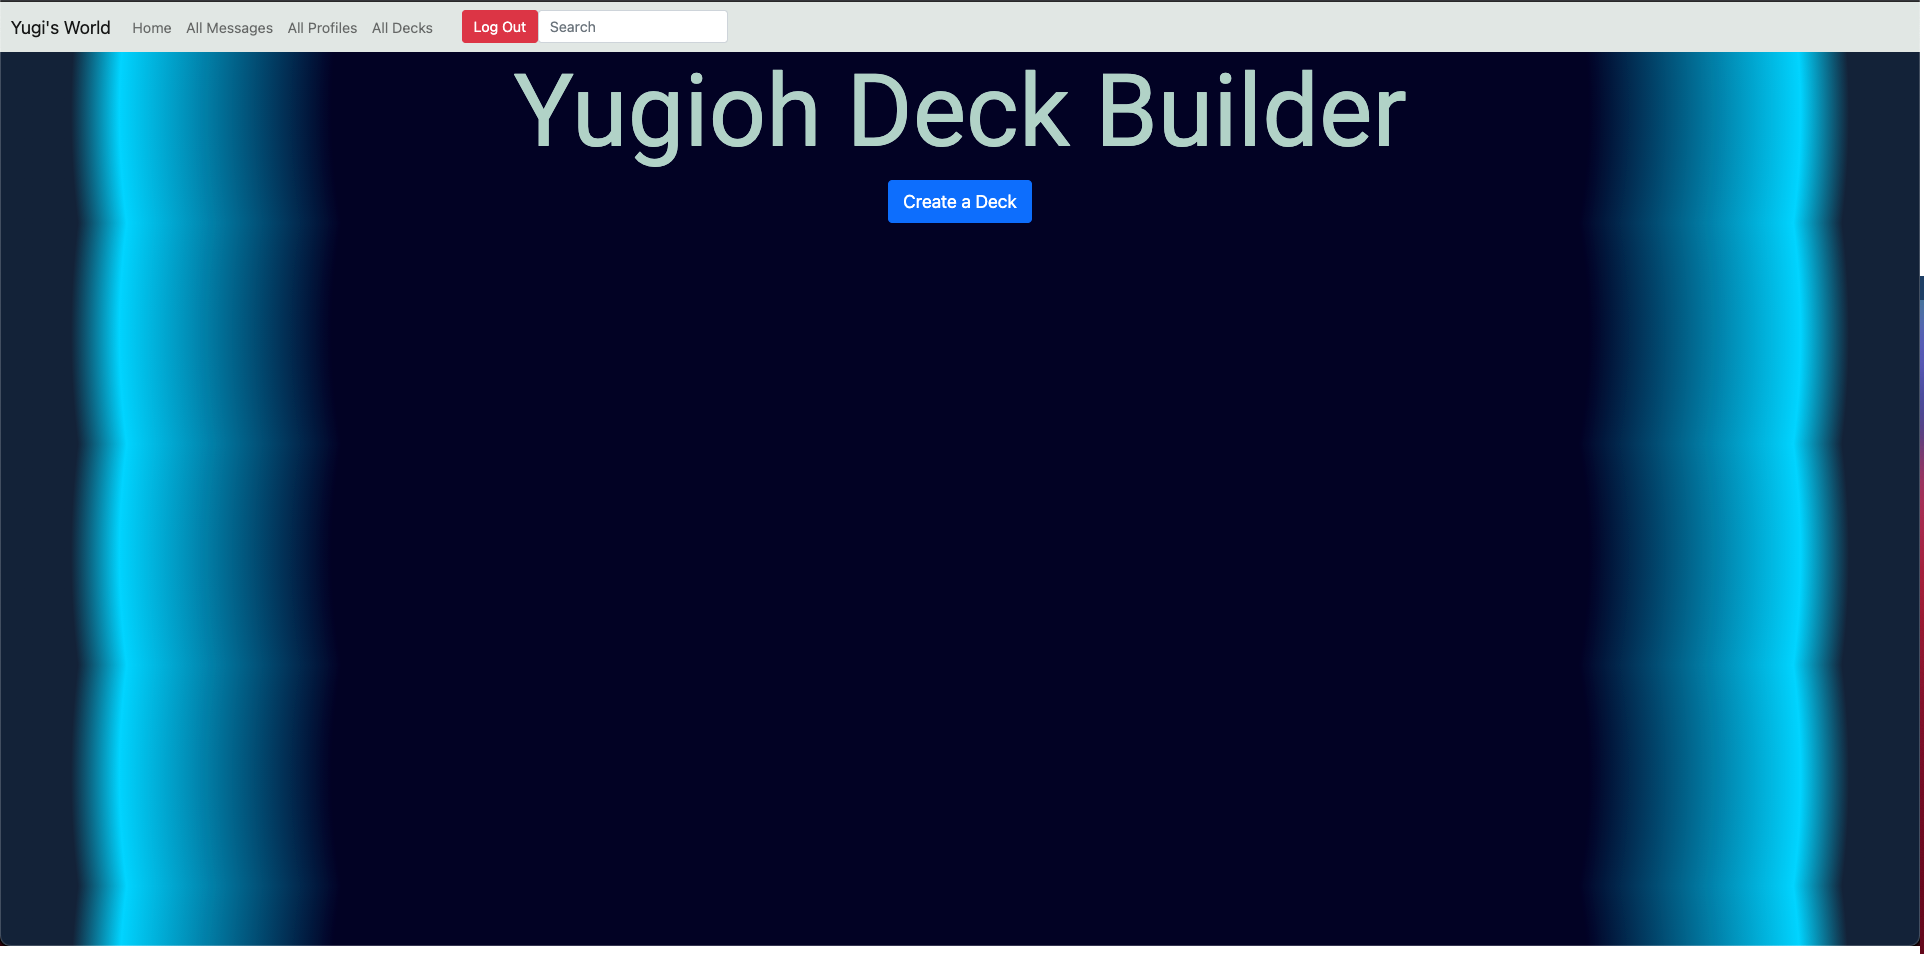 Yugi's World Home All Messages All Profiles All Decks Log Out Search
Yugioh Deck Builder
Create a Deck